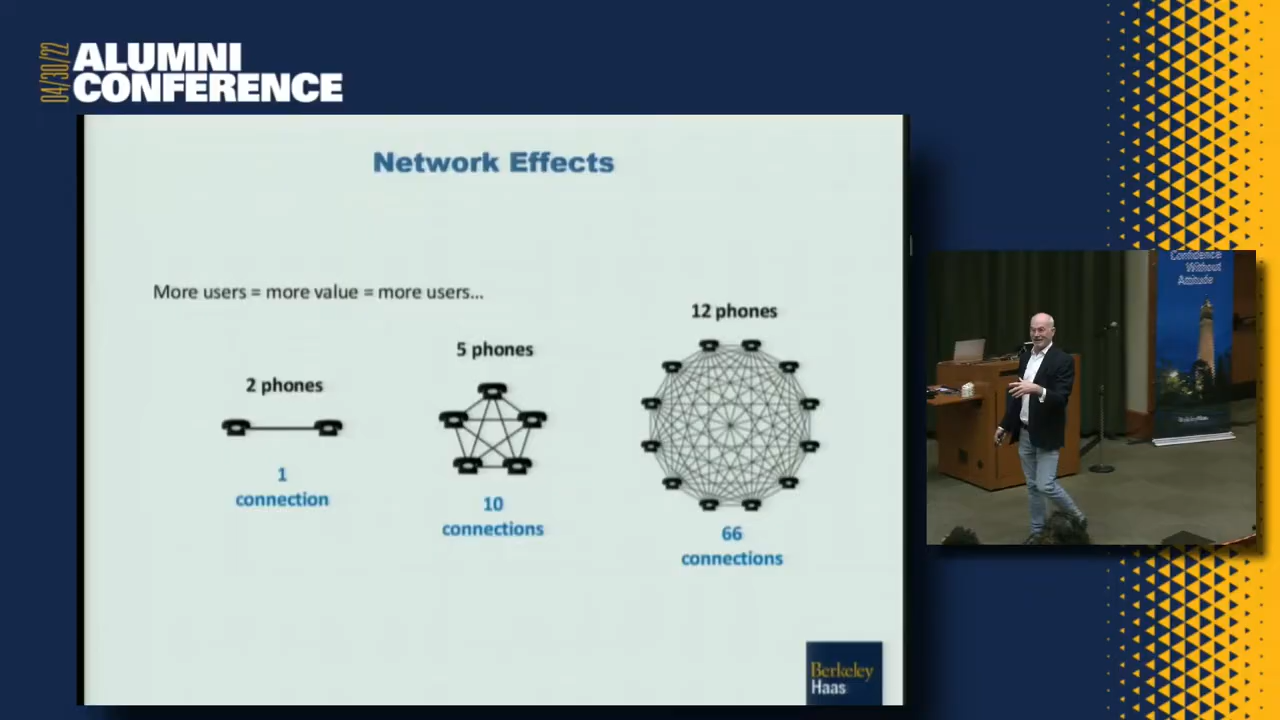 04/30/22
ALUMNI
CONFERENCE
Network Effects
More users = more value = more users...
2 phones
1
connection
5 phones
10
connections
12 phones
66
connections
Berkeley
Haas
Confidence
Without
Attitude